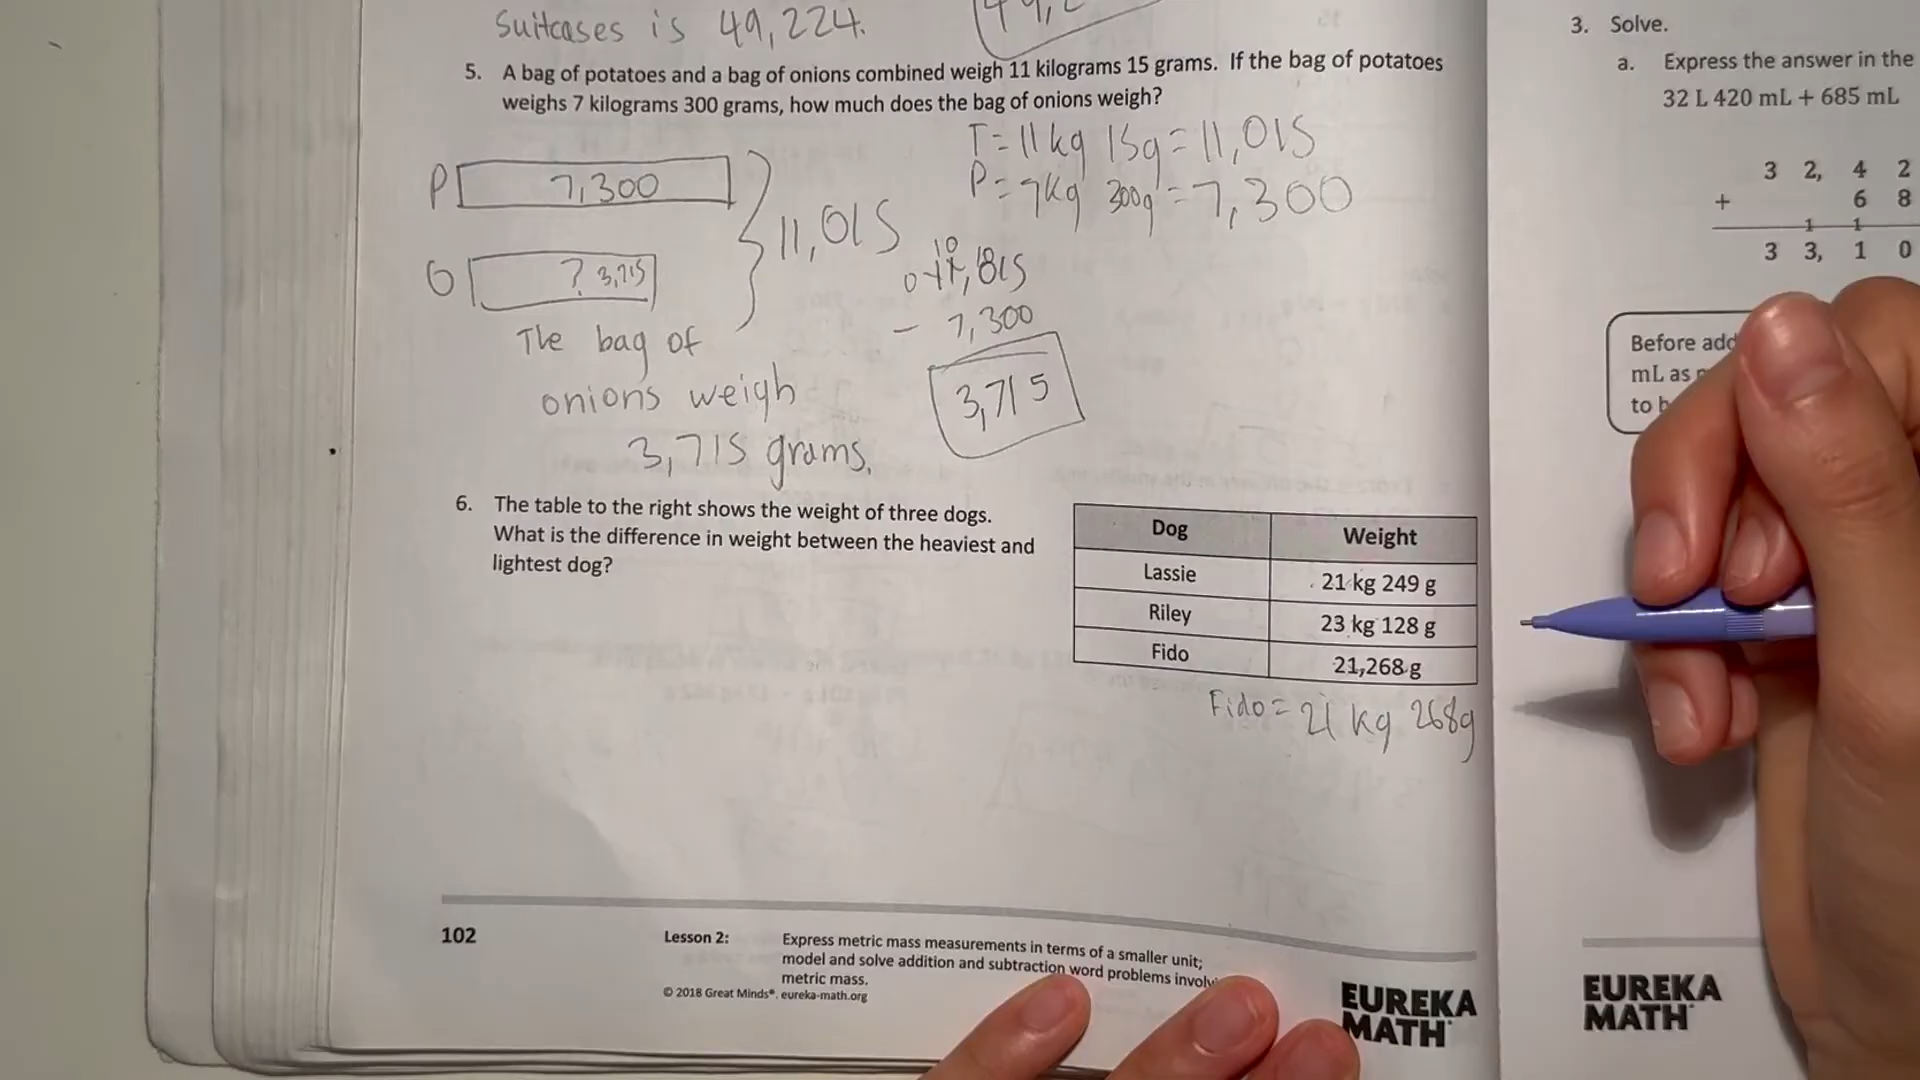 Suitcases is 49,224.
5. A bag of potatoes and a bag of onions combined weigh 11 kilograms 15 grams. If the bag of potatoes
weighs 7 kilograms 300 grams, how much does the bag of onions weigh?
T = 11 kg 15g = 11,015
P = 7kg 300g = 7,300
P 7,300
11,015
O ? 3,715
- 7,300
3,715
The bag of
onions weigh
3,715 grams.
6. The table to the right shows the weight of three dogs.
What is the difference in weight between the heaviest and
lightest dog?
Dog Weight
Lassie 21 kg 249 g
Riley 23 kg 128 g
Fido 21,268 g
Fido = 21 kg 268g
102
Lesson 2: Express metric mass measurements in terms of a smaller unit;
model and solve addition and subtraction word problems
metric mass.
© 2018 Great Minds®. eureka-math.org
EUREKA
MATH
3. Solve.
a. Express the answer in the
32 L 420 mL + 685 mL
3 2, 4 2
+ 6 8
1 1
3 3, 1 0
Before
mL as
to
EUREKA
MATH